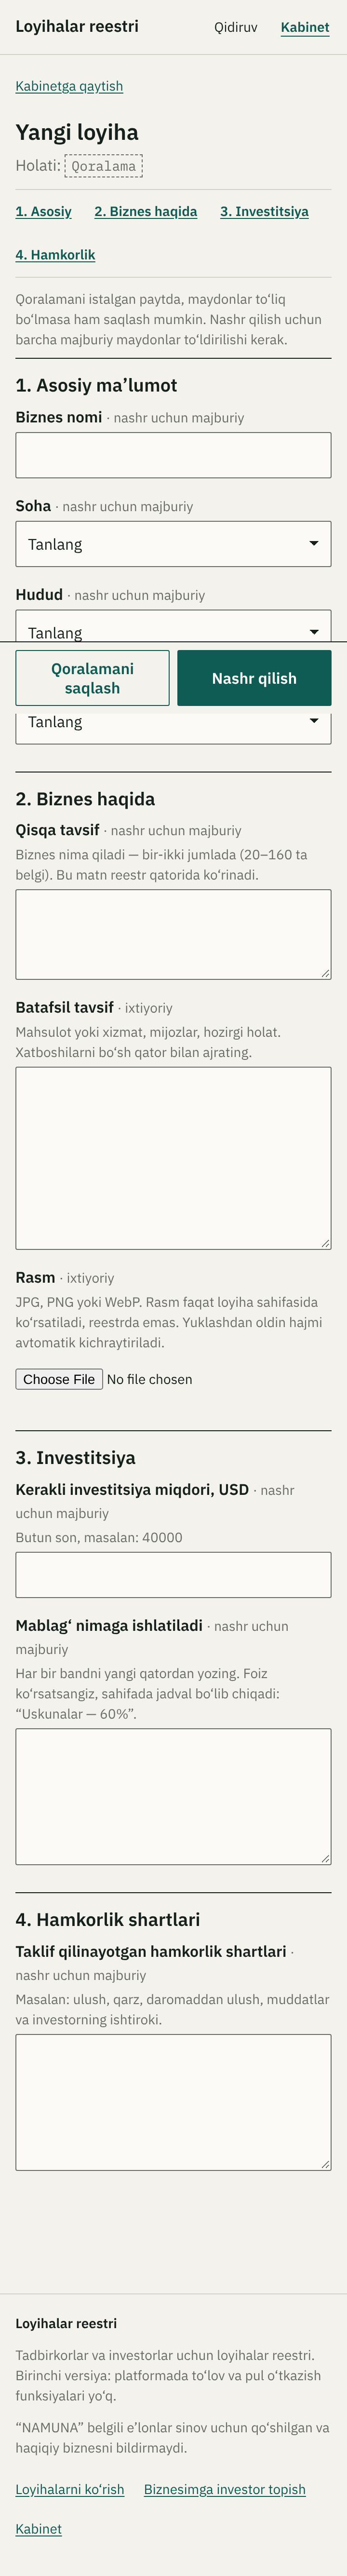 Loyihalar reestri
Qidiruv
Kabinet
Kabinetga qaytish
Yangi loyiha
Holati: Qoralama
1. Asosiy
2. Biznes haqida
3. Investitsiya
4. Hamkorlik
Qoralamani istalgan paytda, maydonlar to‘liq
bo‘lmasa ham saqlash mumkin. Nashr qilish uchun
barcha majburiy maydonlar to‘ldirilishi kerak.
1. Asosiy ma’lumot
Biznes nomi · nashr uchun majburiy
Soha · nashr uchun majburiy
Tanlang
Hudud · nashr uchun majburiy
Tanlang
Qoralamani
saqlash
Nashr qilish
Tanlang
2. Biznes haqida
Qisqa tavsif · nashr uchun majburiy
Biznes nima qiladi — bir-ikki jumlada (20–160 ta
belgi). Bu matn reestr qatorida ko‘rinadi.
Batafsil tavsif · ixtiyoriy
Mahsulot yoki xizmat, mijozlar, hozirgi holat.
Xatboshilarni bo‘sh qator bilan ajrating.
Rasm · ixtiyoriy
JPG, PNG yoki WebP. Rasm faqat loyiha sahifasida
ko‘rsatiladi, reestrda emas. Yuklashdan oldin hajmi
avtomatik kichraytiriladi.
Choose File No file chosen
3. Investitsiya
Kerakli investitsiya miqdori, USD · nashr
uchun majburiy
Butun son, masalan: 40000
Mablag‘ nimaga ishlatiladi · nashr uchun
majburiy
Har bir bandni yangi qatordan yozing. Foiz
ko‘rsatsangiz, sahifada jadval bo‘lib chiqadi:
“Uskunalar — 60%”.
4. Hamkorlik shartlari
Taklif qilinayotgan hamkorlik shartlari ·
nashr uchun majburiy
Masalan: ulush, qarz, daromaddan ulush, muddatlar
va investorning ishtiroki.
Loyihalar reestri
Tadbirkorlar va investorlar uchun loyihalar reestri.
Birinchi versiya: platformada to‘lov va pul o‘tkazish
funksiyalari yo‘q.
“NAMUNA” belgili e’lonlar sinov uchun qo‘shilgan va
haqiqiy biznesni bildirmaydi.
Loyihalarni ko‘rish
Biznesimga investor topish
Kabinet